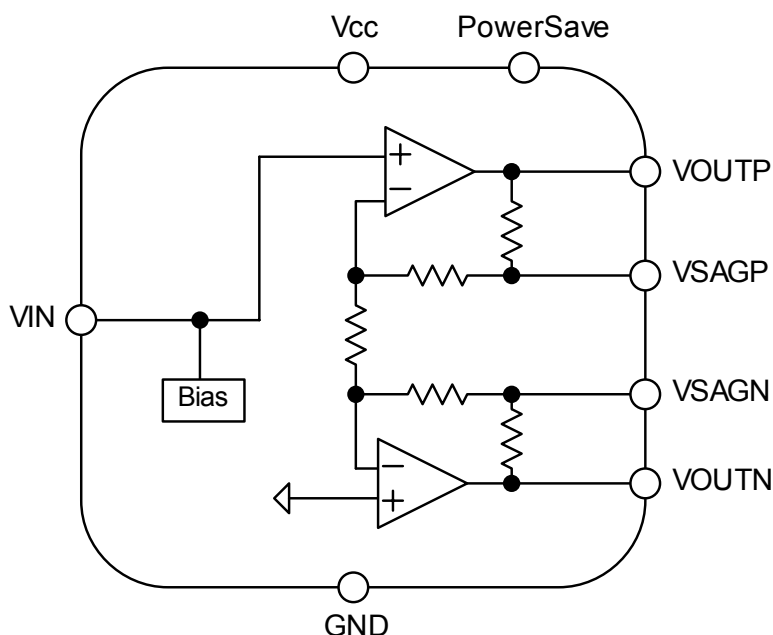 Vcc
PowerSave
+
−
VOUTP
VSAGP
VIN
Bias
VSAGN
−
+
VOUTN
GND